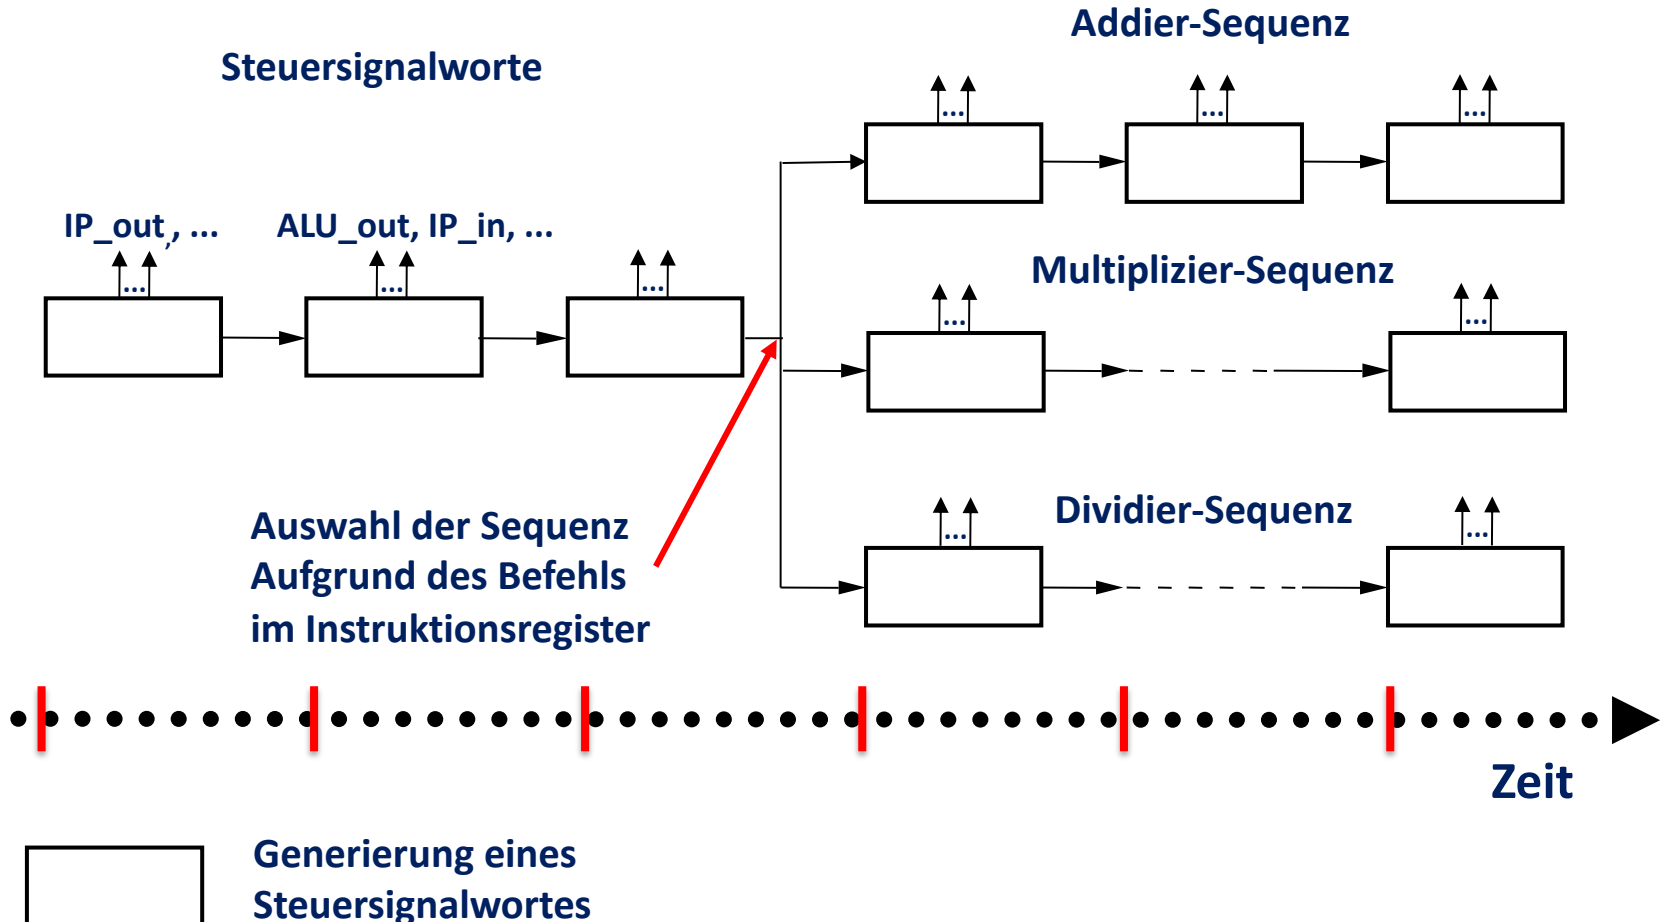 Addier-Sequenz
Steuersignalworte
... ... ...
IP_out,, ... ALU_out, IP_in, ...
... ... ...
Multiplizier-Sequenz
... ...
Dividier-Sequenz
... ...
Auswahl der Sequenz
Aufgrund des Befehls
im Instruktionsregister
Zeit
Generierung eines
Steuersignalwortes